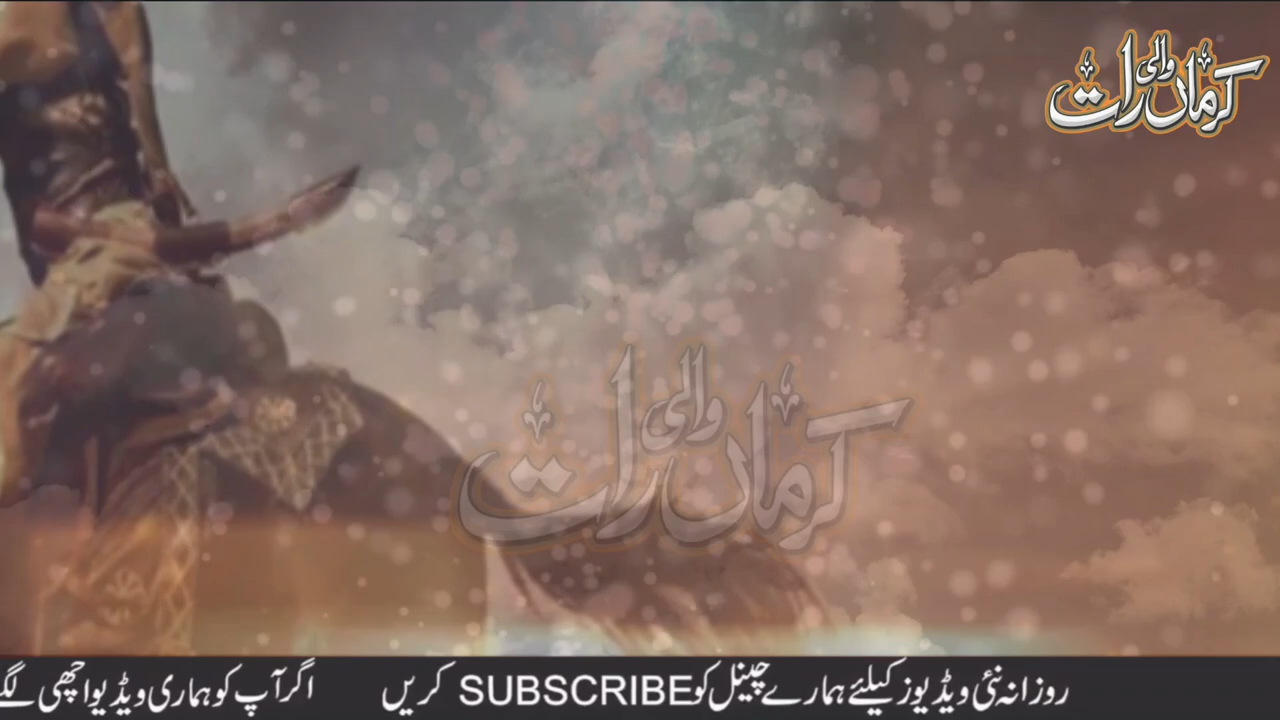 کرماں والی رات
کرماں والی رات
روزانہ نئی ویڈیوز کیلئے ہمارے چینل کو SUBSCRIBE کریں اگر آپ کو ہماری ویڈیو اچھی لگے